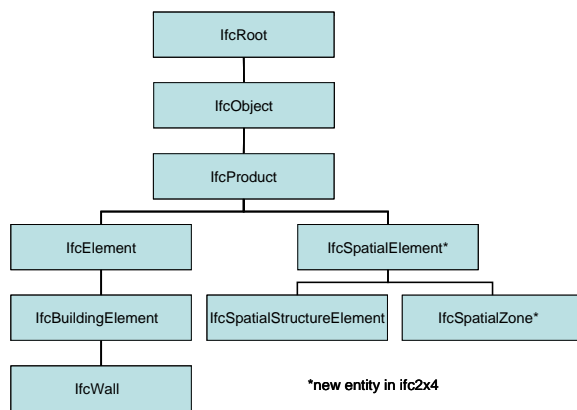 IfcRoot
IfcObject
IfcProduct
IfcElement
IfcSpatialElement*
IfcBuildingElement
IfcSpatialStructureElement
IfcSpatialZone*
IfcWall
*new entity in ifc2x4